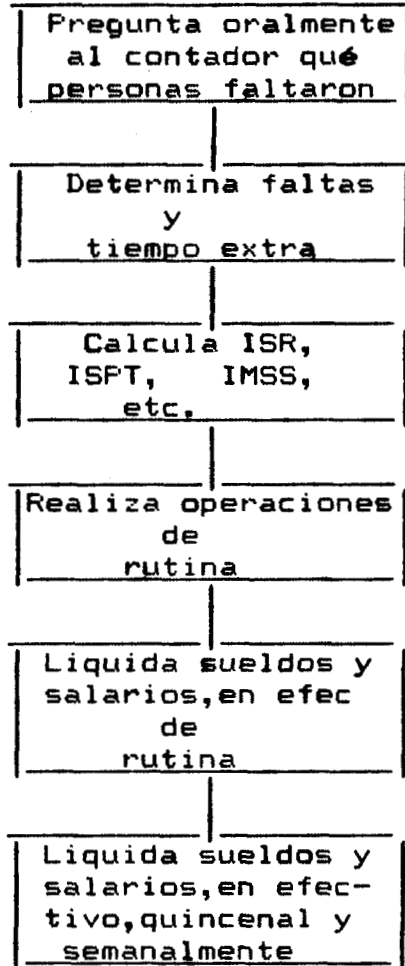 Pregunta oralmente
al contador qué
personas faltaron
Determina faltas
y
tiempo extra
Calcula ISR,
ISPT, IMSS,
etc.
Realiza operaciones
de
rutina
Liquida sueldos y
salarios,en efec
de
rutina
Liquida sueldos y
salarios,en efec-
tivo,quincenal y
semanalmente